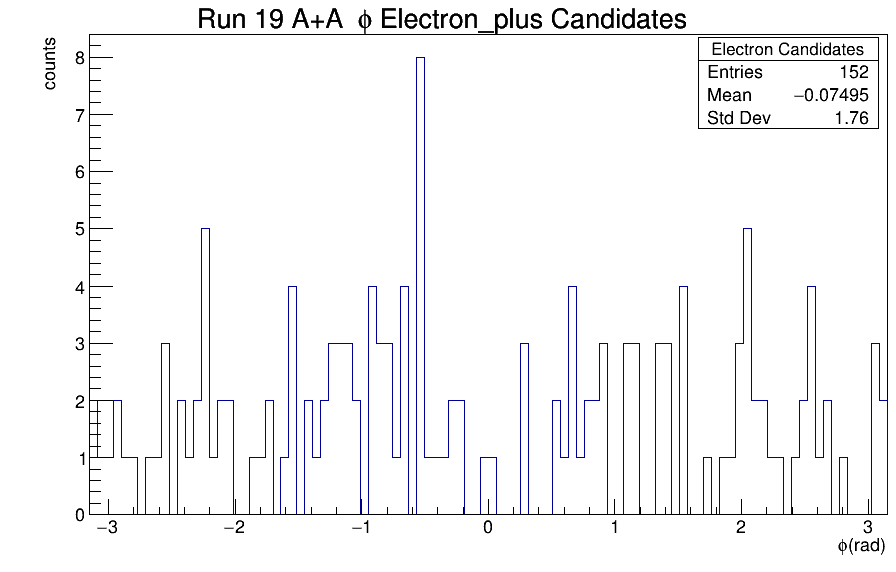 Run 19 A+A ϕ Electron_plus Candidates
counts
Electron Candidates
Entries 152
Mean −0.07495
Std Dev 1.76
8
7
6
5
4
3
2
1
0
−3 −2 −1 0 1 2 3
ϕ(rad)